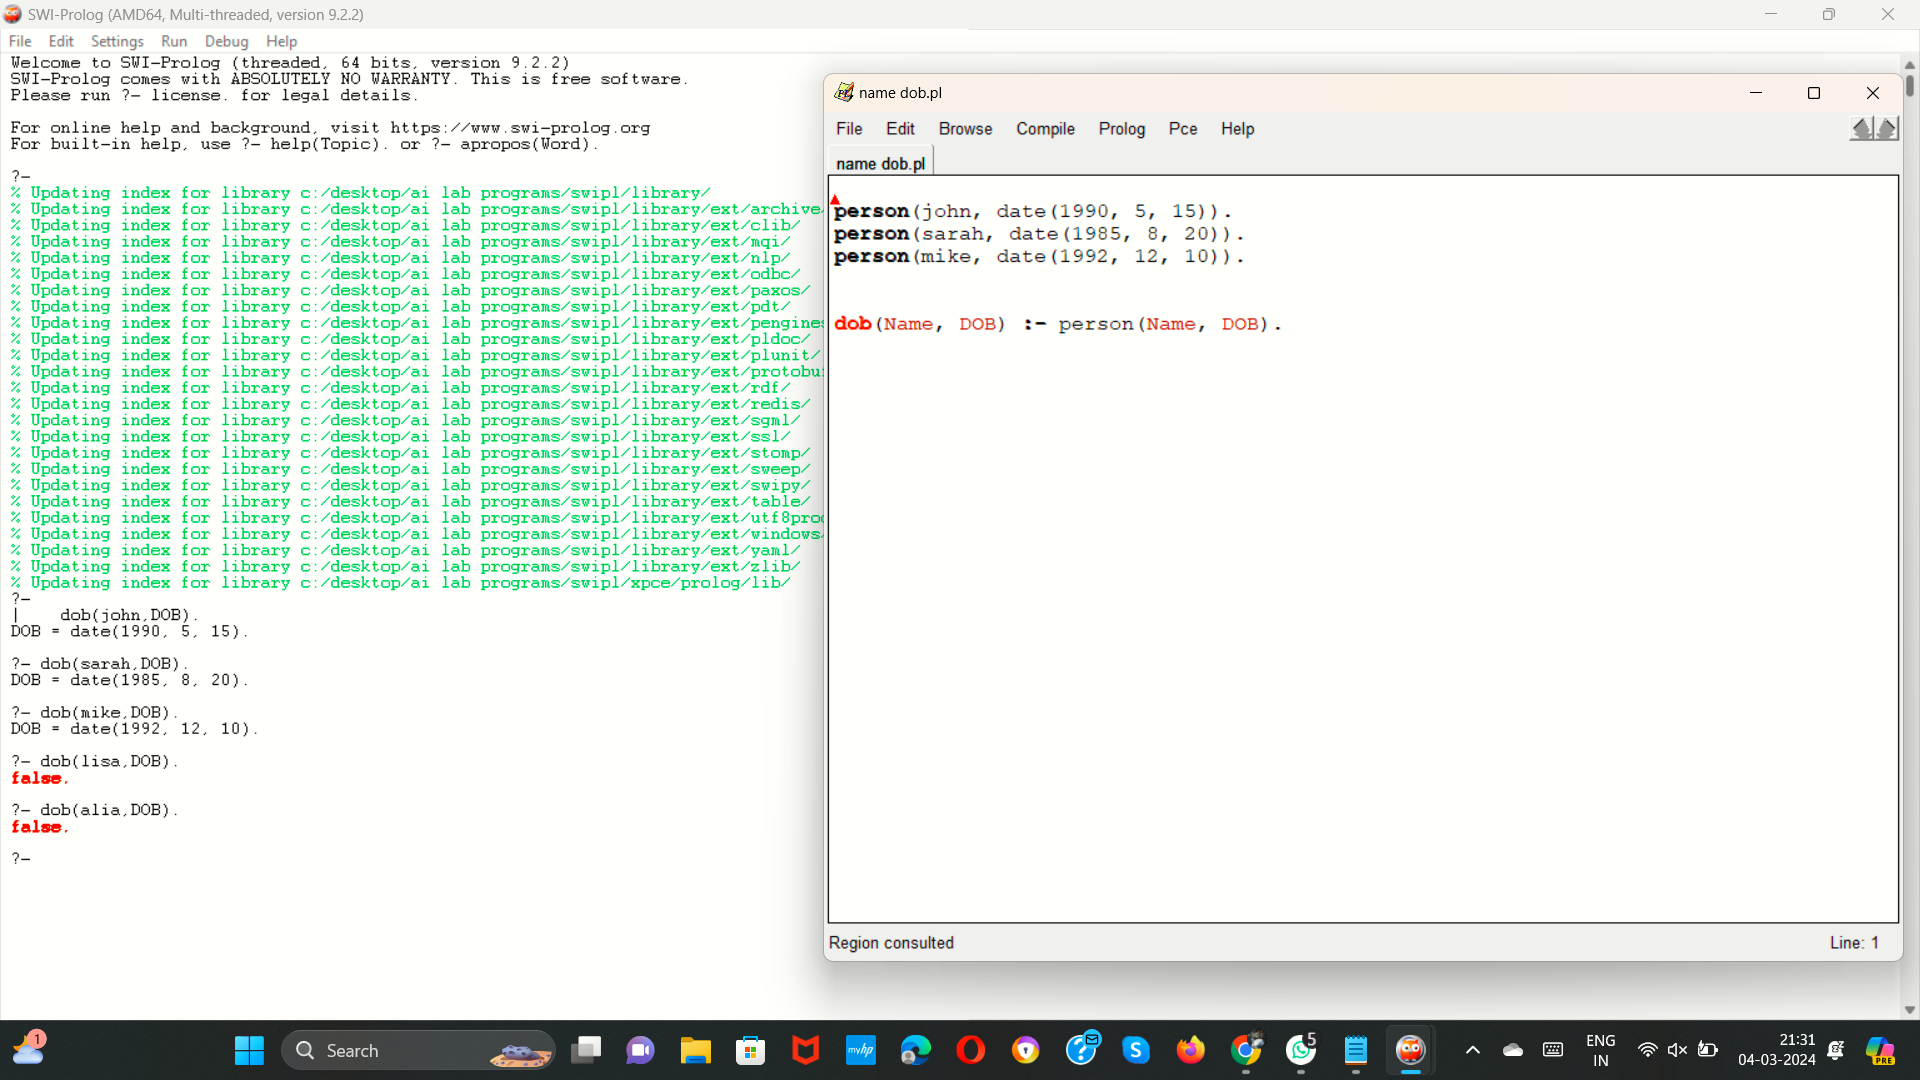 SWI-Prolog (AMD64, Multi-threaded, version 9.2.2)
File Edit Settings Run Debug Help
Welcome to SWI-Prolog (threaded, 64 bits, version 9.2.2)
SWI-Prolog comes with ABSOLUTELY NO WARRANTY. This is free software.
Please run ?- license. for legal details.
For online help and background, visit https://www.swi-prolog.org
For built-in help, use ?- help(Topic). or ?- apropos(Word).
?-
% Updating index for library c:/desktop/ai lab programs/swipl/library/
% Updating index for library c:/desktop/ai lab programs/swipl/library/ext/archive
% Updating index for library c:/desktop/ai lab programs/swipl/library/ext/clib/
% Updating index for library c:/desktop/ai lab programs/swipl/library/ext/mqi/
% Updating index for library c:/desktop/ai lab programs/swipl/library/ext/nlp/
% Updating index for library c:/desktop/ai lab programs/swipl/library/ext/odbc/
% Updating index for library c:/desktop/ai lab programs/swipl/library/ext/paxos/
% Updating index for library c:/desktop/ai lab programs/swipl/library/ext/pdt/
% Updating index for library c:/desktop/ai lab programs/swipl/library/ext/pengines
% Updating index for library c:/desktop/ai lab programs/swipl/library/ext/pldoc/
% Updating index for library c:/desktop/ai lab programs/swipl/library/ext/plunit/
% Updating index for library c:/desktop/ai lab programs/swipl/library/ext/protobu
% Updating index for library c:/desktop/ai lab programs/swipl/library/ext/rdf/
% Updating index for library c:/desktop/ai lab programs/swipl/library/ext/redis/
% Updating index for library c:/desktop/ai lab programs/swipl/library/ext/sgml/
% Updating index for library c:/desktop/ai lab programs/swipl/library/ext/ssl/
% Updating index for library c:/desktop/ai lab programs/swipl/library/ext/stomp/
% Updating index for library c:/desktop/ai lab programs/swipl/library/ext/sweep/
% Updating index for library c:/desktop/ai lab programs/swipl/library/ext/swipy/
% Updating index for library c:/desktop/ai lab programs/swipl/library/ext/table/
% Updating index for library c:/desktop/ai lab programs/swipl/library/ext/utf8pro
% Updating index for library c:/desktop/ai lab programs/swipl/library/ext/windows
% Updating index for library c:/desktop/ai lab programs/swipl/library/ext/yaml/
% Updating index for library c:/desktop/ai lab programs/swipl/library/ext/zlib/
% Updating index for library c:/desktop/ai lab programs/swipl/xpce/prolog/lib/
?-
| dob(john,DOB).
DOB = date(1990, 5, 15).
?- dob(sarah,DOB).
DOB = date(1985, 8, 20).
?- dob(mike,DOB).
DOB = date(1992, 12, 10).
?- dob(lisa,DOB).
false.
?- dob(alia,DOB).
false.
?-
name dob.pl
File Edit Browse Compile Prolog Pce Help
name dob.pl
person(john, date(1990, 5, 15)).
person(sarah, date(1985, 8, 20)).
person(mike, date(1992, 12, 10)).
dob(Name, DOB) :- person(Name, DOB).
Region consulted
Line: 1
1
Search
myhp
S
5
ENG
IN
21:31
04-03-2024
PRE